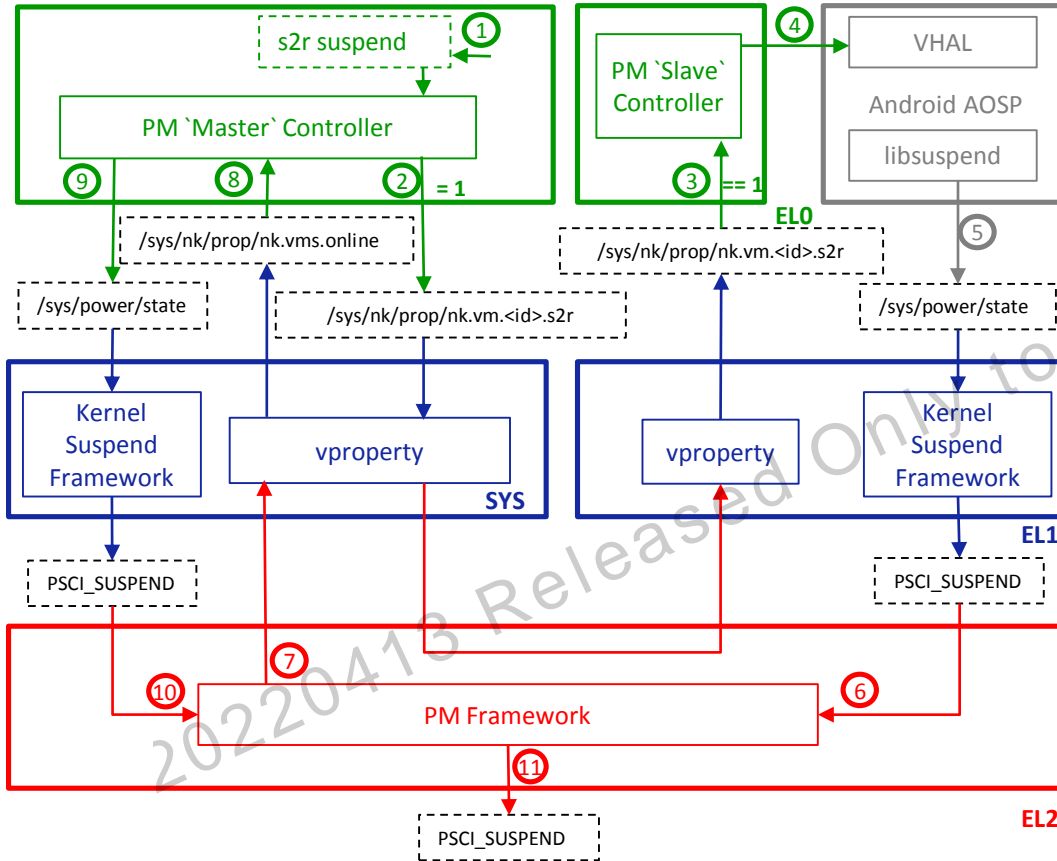 s2r suspend
1
PM `Master` Controller
9
8
2
= 1
PM `Slave`
Controller
3
== 1
4
VHAL
Android AOSP
libsuspend
5
EL0
/sys/nk/prop/nk.vms.online
/sys/nk/prop/nk.vm.<id>.s2r
/sys/power/state
/sys/nk/prop/nk.vm.<id>.s2r
/sys/power/state
Kernel
Suspend
Framework
vproperty
SYS
vproperty
Kernel
Suspend
Framework
EL1
PSCI_SUSPEND
PSCI_SUSPEND
7
10
6
PM Framework
11
EL2
PSCI_SUSPEND
20220413 Released Only to